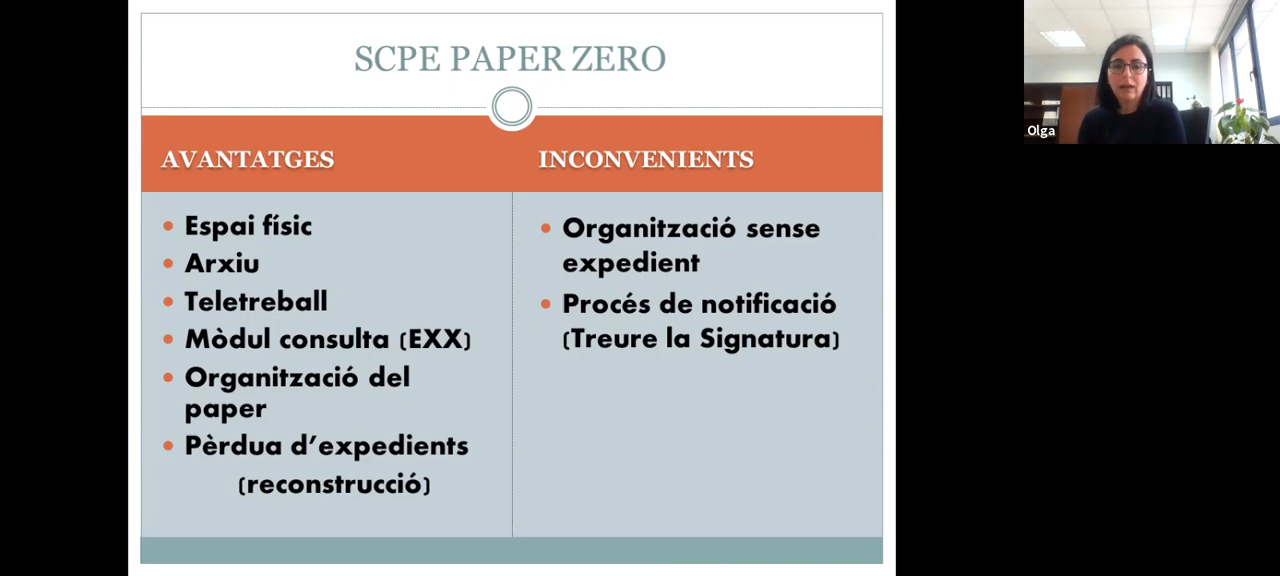 SCPE PAPER ZERO
AVANTATGES
Espai físic
Arxiu
Teletreball
Mòdul consulta (EXX)
Organització del
paper
Pèrdua d’expedients
(reconstrucció)
INCONVENIENTS
Organització sense
expedient
Procés de notificació
(Treure la Signatura)
Olga